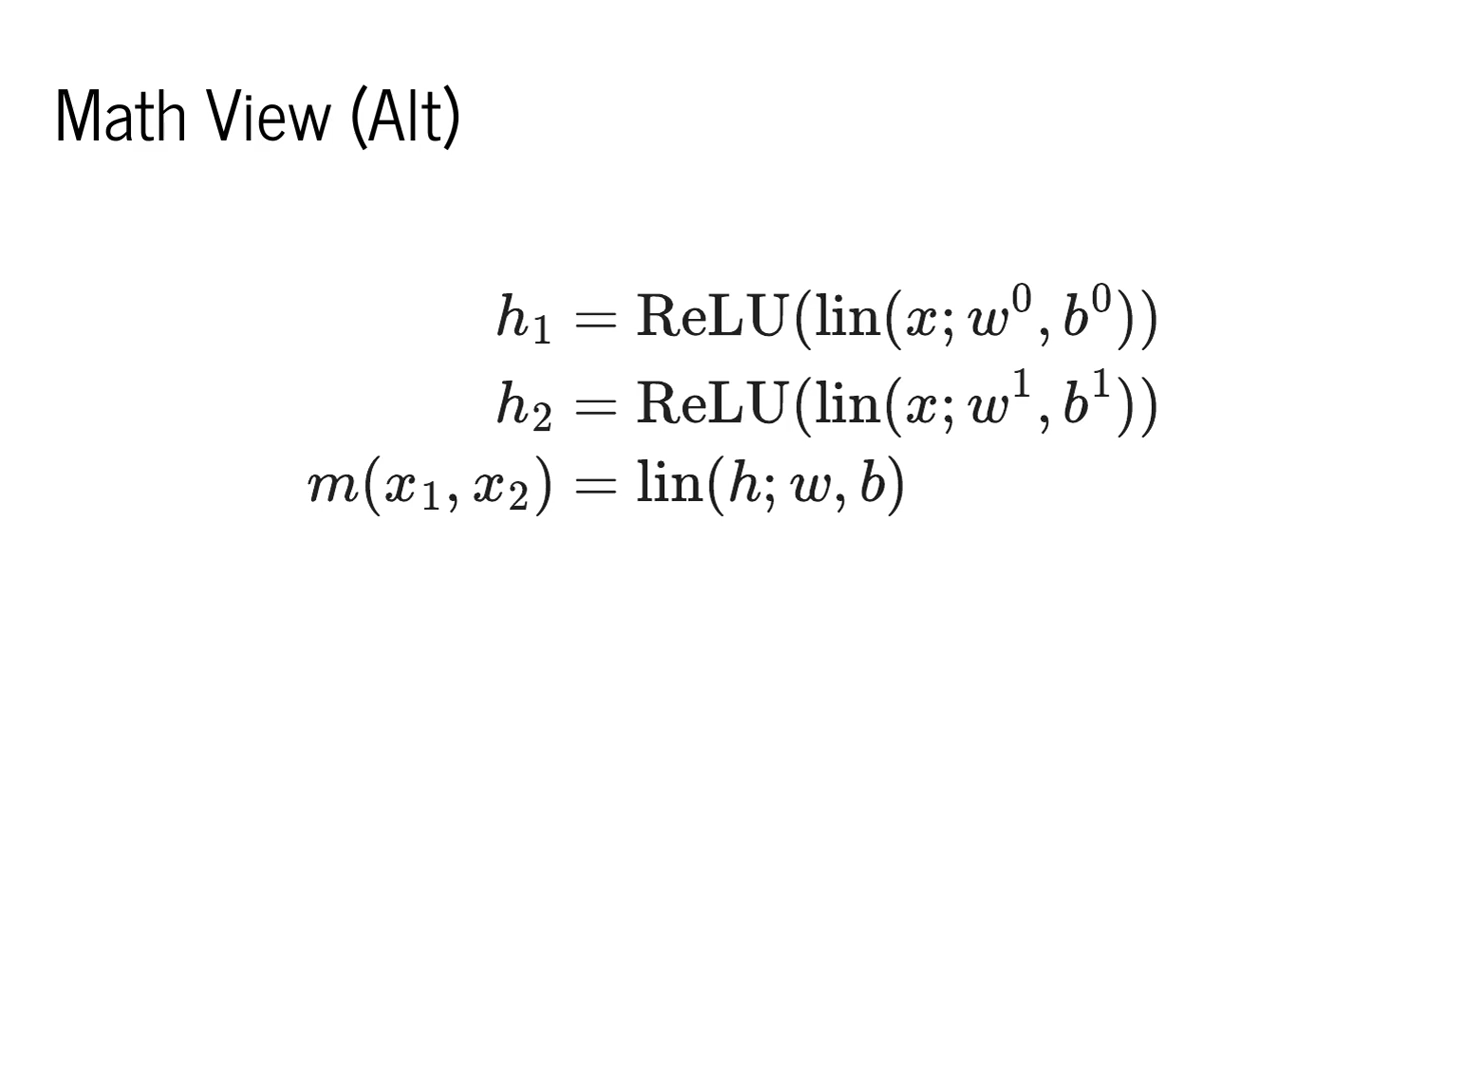 Math View (Alt)
h₁ = ReLU(lin(x; w⁰, b⁰))
h₂ = ReLU(lin(x; w¹, b¹))
m(x₁, x₂) = lin(h; w, b)